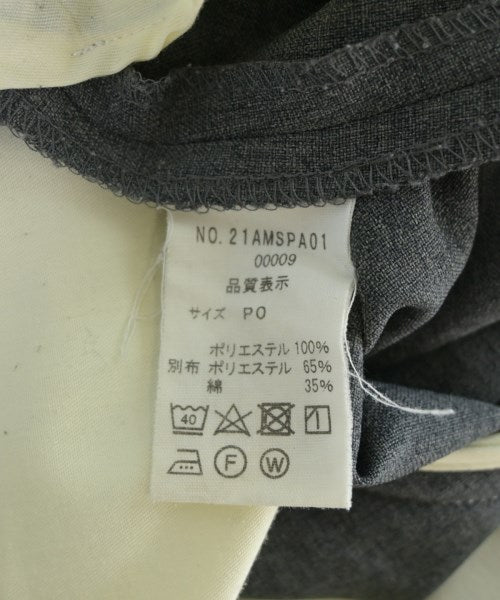 NO. 21AMSPA01
00009
品質表示
サイズ PO
ポリエステル 100%
別布 ポリエステル 65%
綿 35%
40
F W